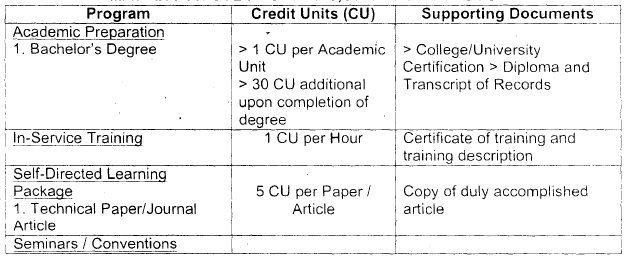 Program
Credit Units (CU)
Supporting Documents
Academic Preparation
1. Bachelor's Degree
> 1 CU per Academic
Unit
> 30 CU additional
upon completion of
degree
> College/University
Certification > Diploma and
Transcript of Records
In-Service Training
1 CU per Hour
Certificate of training and
training description
Self-Directed Learning
Package
1. Technical Paper/Journal
Article
5 CU per Paper /
Article
Copy of duly accomplished
article
Seminars / Conventions